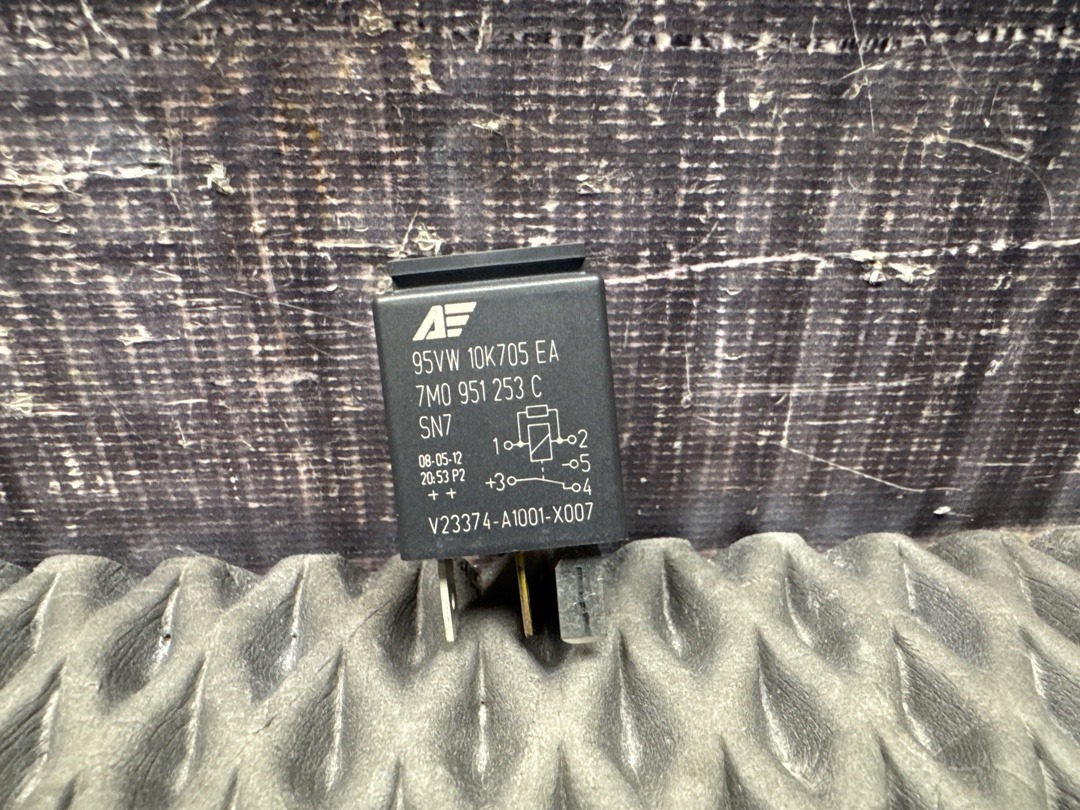 AE
95VW 10K705 EA
7M0 951 253 C
SN7
08-05-12
20:53 P2
+ +
1 2
5
+3 4
V23374-A1001-X007